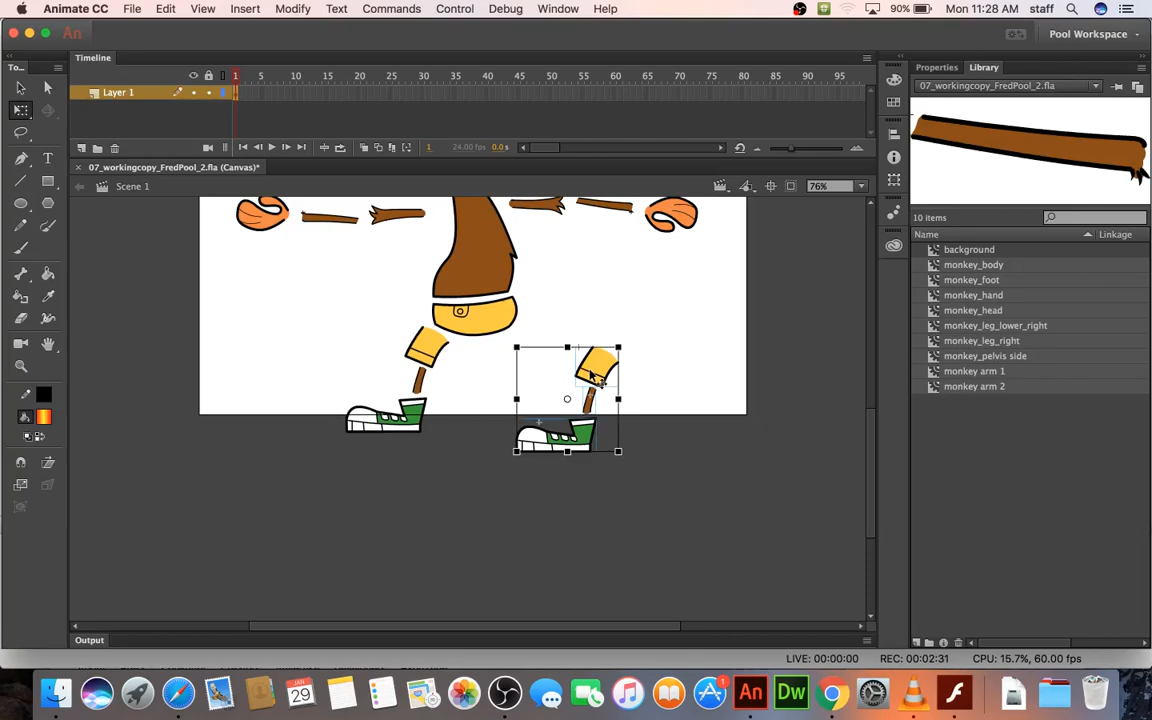 Animate CC File Edit View Insert Modify Text Commands Control Debug Window Help 90% Mon 11:28 AM staff
An Pool Workspace
To... Timeline Properties Library
1 5 10 15 20 25 30 35 40 45 50 55 60 65 70 75 80 85 90 95
07_workingcopy_FredPool_2.fla
Layer 1
1 24.00 fps 0.0 s
07_workingcopy_FredPool_2.fla (Canvas)*
Scene 1 76%
10 items
Name Linkage
background
monkey_body
monkey_foot
monkey_hand
monkey_head
monkey_leg_lower_right
monkey_leg_right
monkey_pelvis side
monkey arm 1
monkey arm 2
Output
LIVE: 00:00:00 REC: 00:02:31 CPU: 15.7%, 60.00 fps
JAN 29 1 An Dw